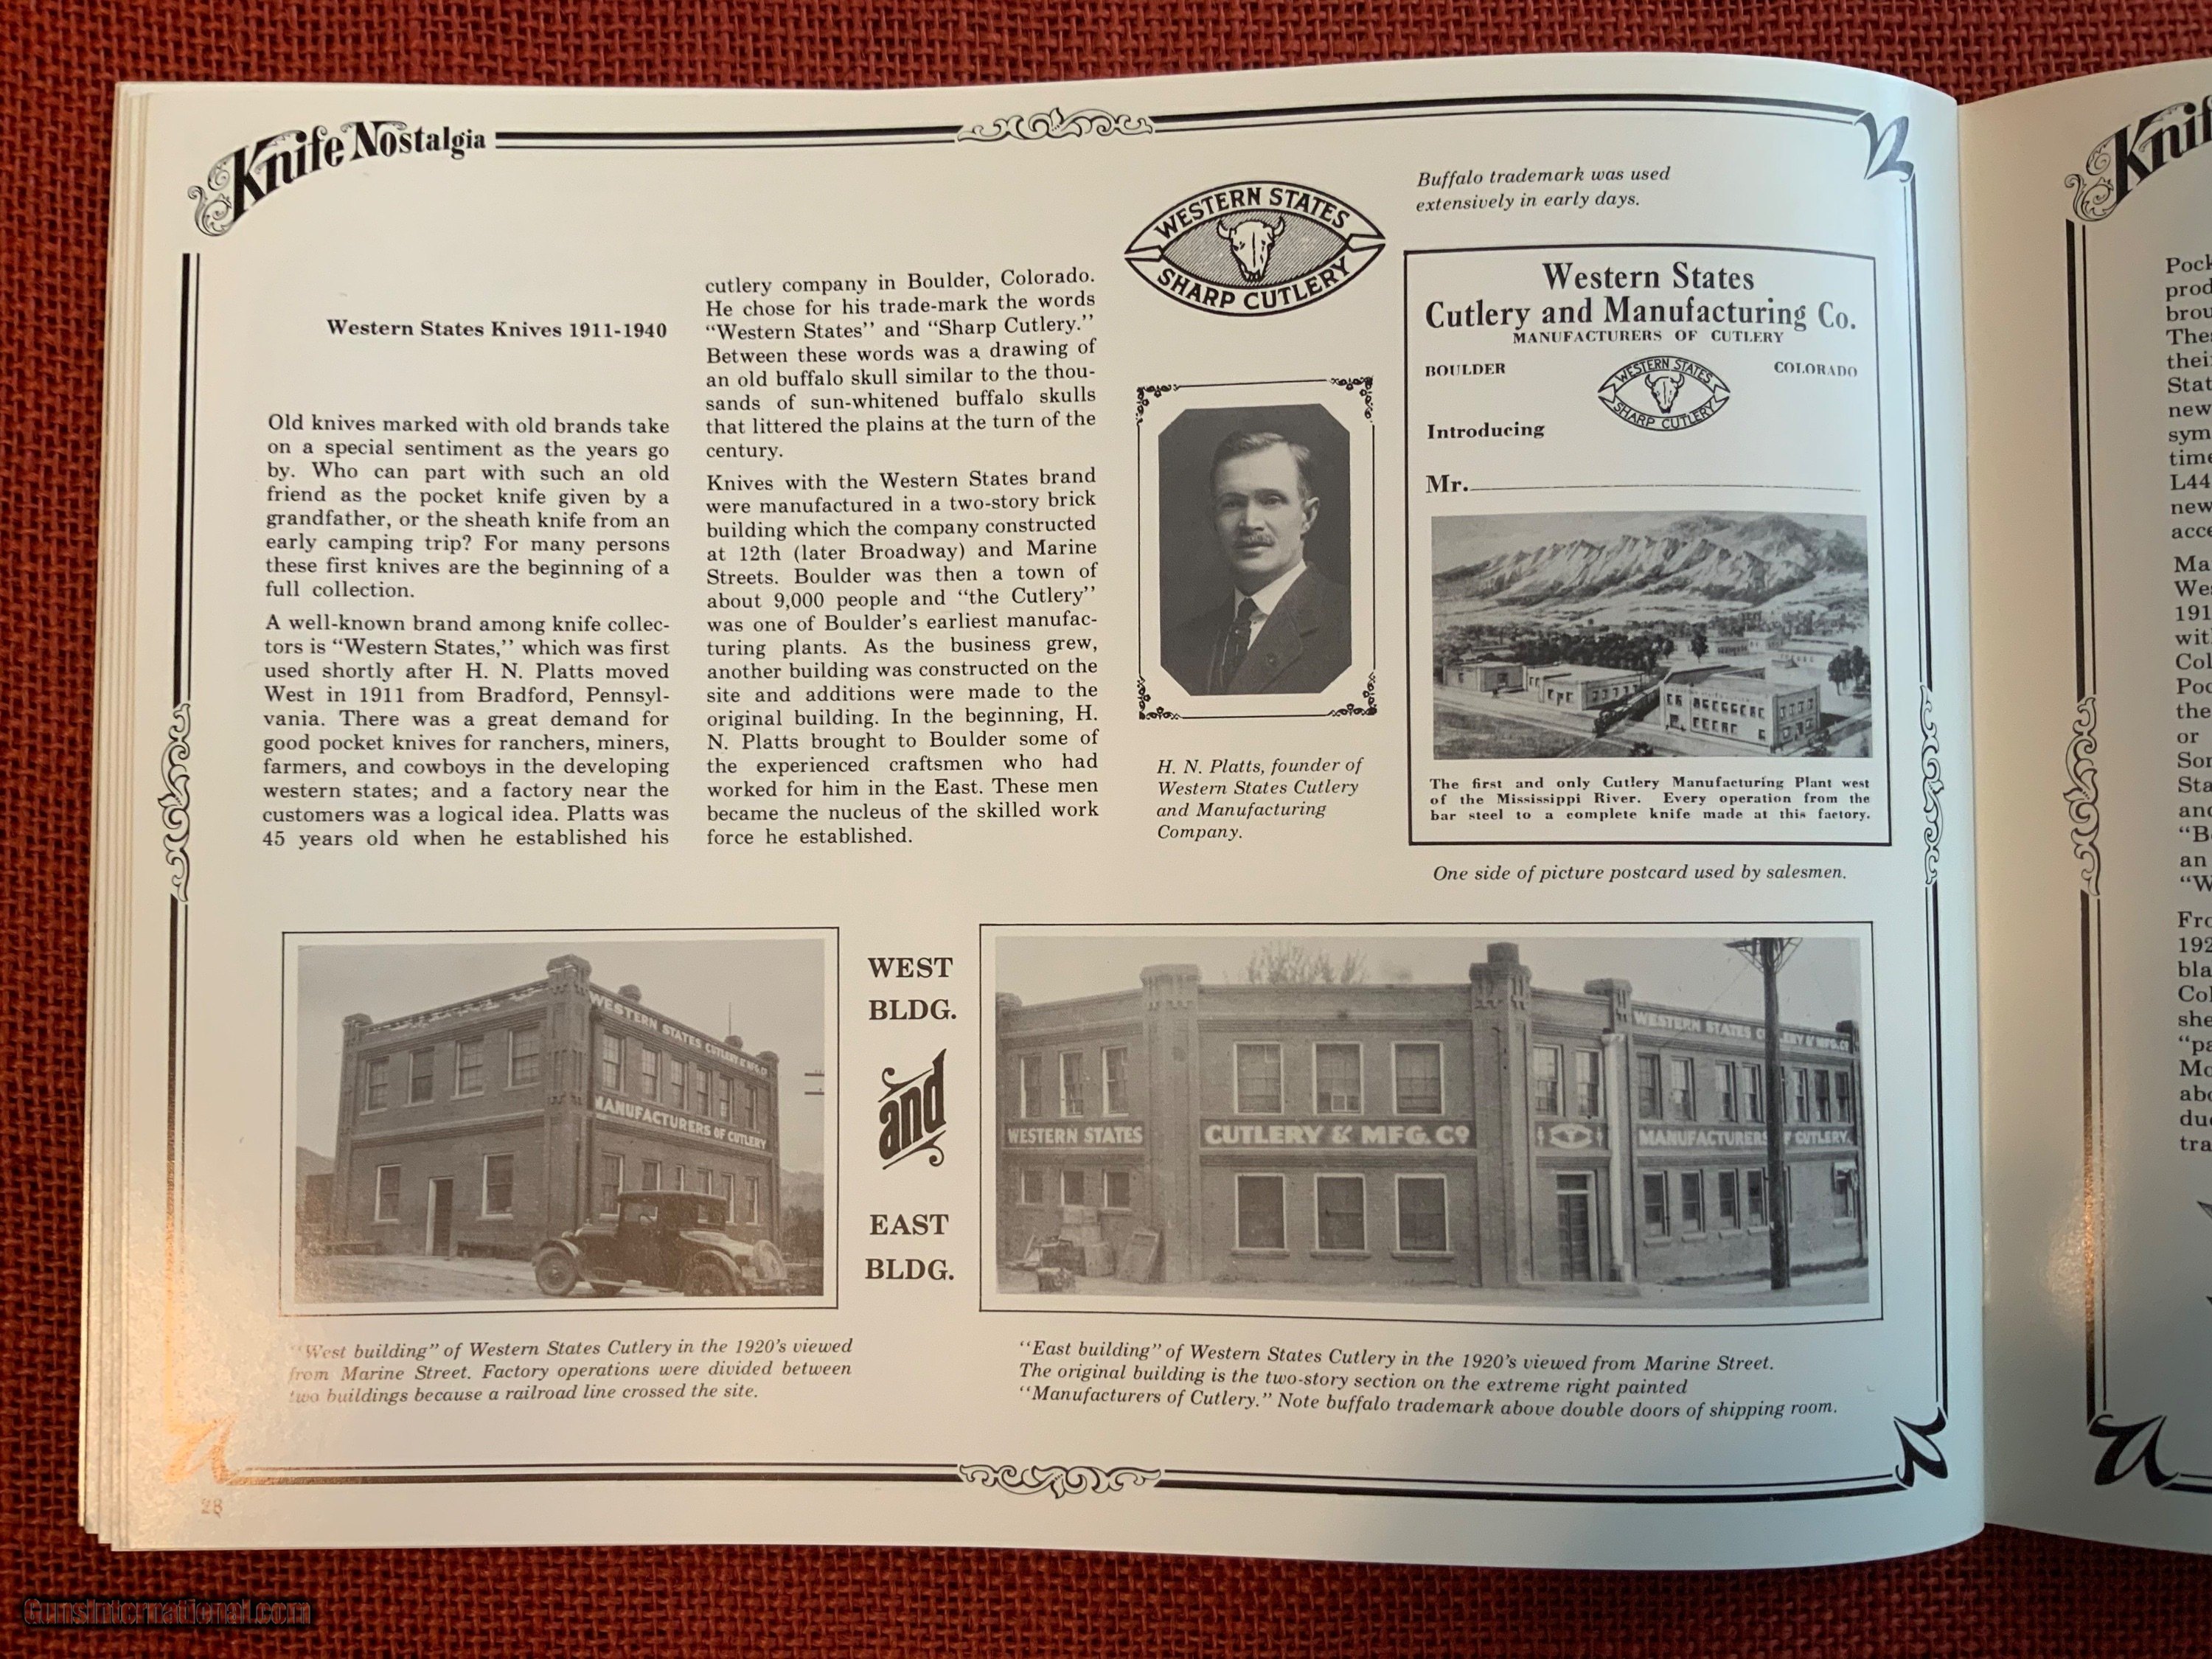 Knife Nostalgia
Western States Knives 1911-1940
Old knives marked with old brands take
on a special sentiment as the years go
by. Who can part with such an old
friend as the pocket knife given by a
grandfather, or the sheath knife from an
early camping trip? For many persons
these first knives are the beginning of a
full collection.
A well-known brand among knife collec-
tors is “Western States,” which was first
used shortly after H. N. Platts moved
West in 1911 from Bradford, Pennsyl-
vania. There was a great demand for
good pocket knives for ranchers, miners,
farmers, and cowboys in the developing
western states; and a factory near the
customers was a logical idea. Platts was
45 years old when he established his
cutlery company in Boulder, Colorado.
He chose for his trade-mark the words
“Western States” and “Sharp Cutlery.”
Between these words was a drawing of
an old buffalo skull similar to the thou-
sands of sun-whitened buffalo skulls
that littered the plains at the turn of the
century.
Knives with the Western States brand
were manufactured in a two-story brick
building which the company constructed
at 12th (later Broadway) and Marine
Streets. Boulder was then a town of
about 9,000 people and “the Cutlery”
was one of Boulder's earliest manufac-
turing plants. As the business grew,
another building was constructed on the
site and additions were made to the
original building. In the beginning, H.
N. Platts brought to Boulder some of
the experienced craftsmen who had
worked for him in the East. These men
became the nucleus of the skilled work
force he established.
WESTERN STATES
SHARP CUTLERY
Buffalo trademark was used
extensively in early days.
H. N. Platts, founder of
Western States Cutlery
and Manufacturing
Company.
Western States
Cutlery and Manufacturing Co.
MANUFACTURERS OF CUTLERY
BOULDER
COLORADO
WESTERN STATES
SHARP CUTLERY
Introducing
Mr.
The first and only Cutlery Manufacturing Plant west
of the Mississippi River. Every operation from the
bar steel to a complete knife made at this factory.
One side of picture postcard used by salesmen.
WESTERN STATES CUTLERY & MFG. CO
MANUFACTURERS OF CUTLERY
WEST
BLDG.
and
EAST
BLDG.
WESTERN STATES CUTLERY & MFG. CO
WESTERN STATES
CUTLERY & MFG. CO
MANUFACTURERS OF CUTLERY.
“West building” of Western States Cutlery in the 1920's viewed
from Marine Street. Factory operations were divided between
two buildings because a railroad line crossed the site.
“East building” of Western States Cutlery in the 1920's viewed from Marine Street.
The original building is the two-story section on the extreme right painted
“Manufacturers of Cutlery.” Note buffalo trademark above double doors of shipping room.
28
GunsInternational.com